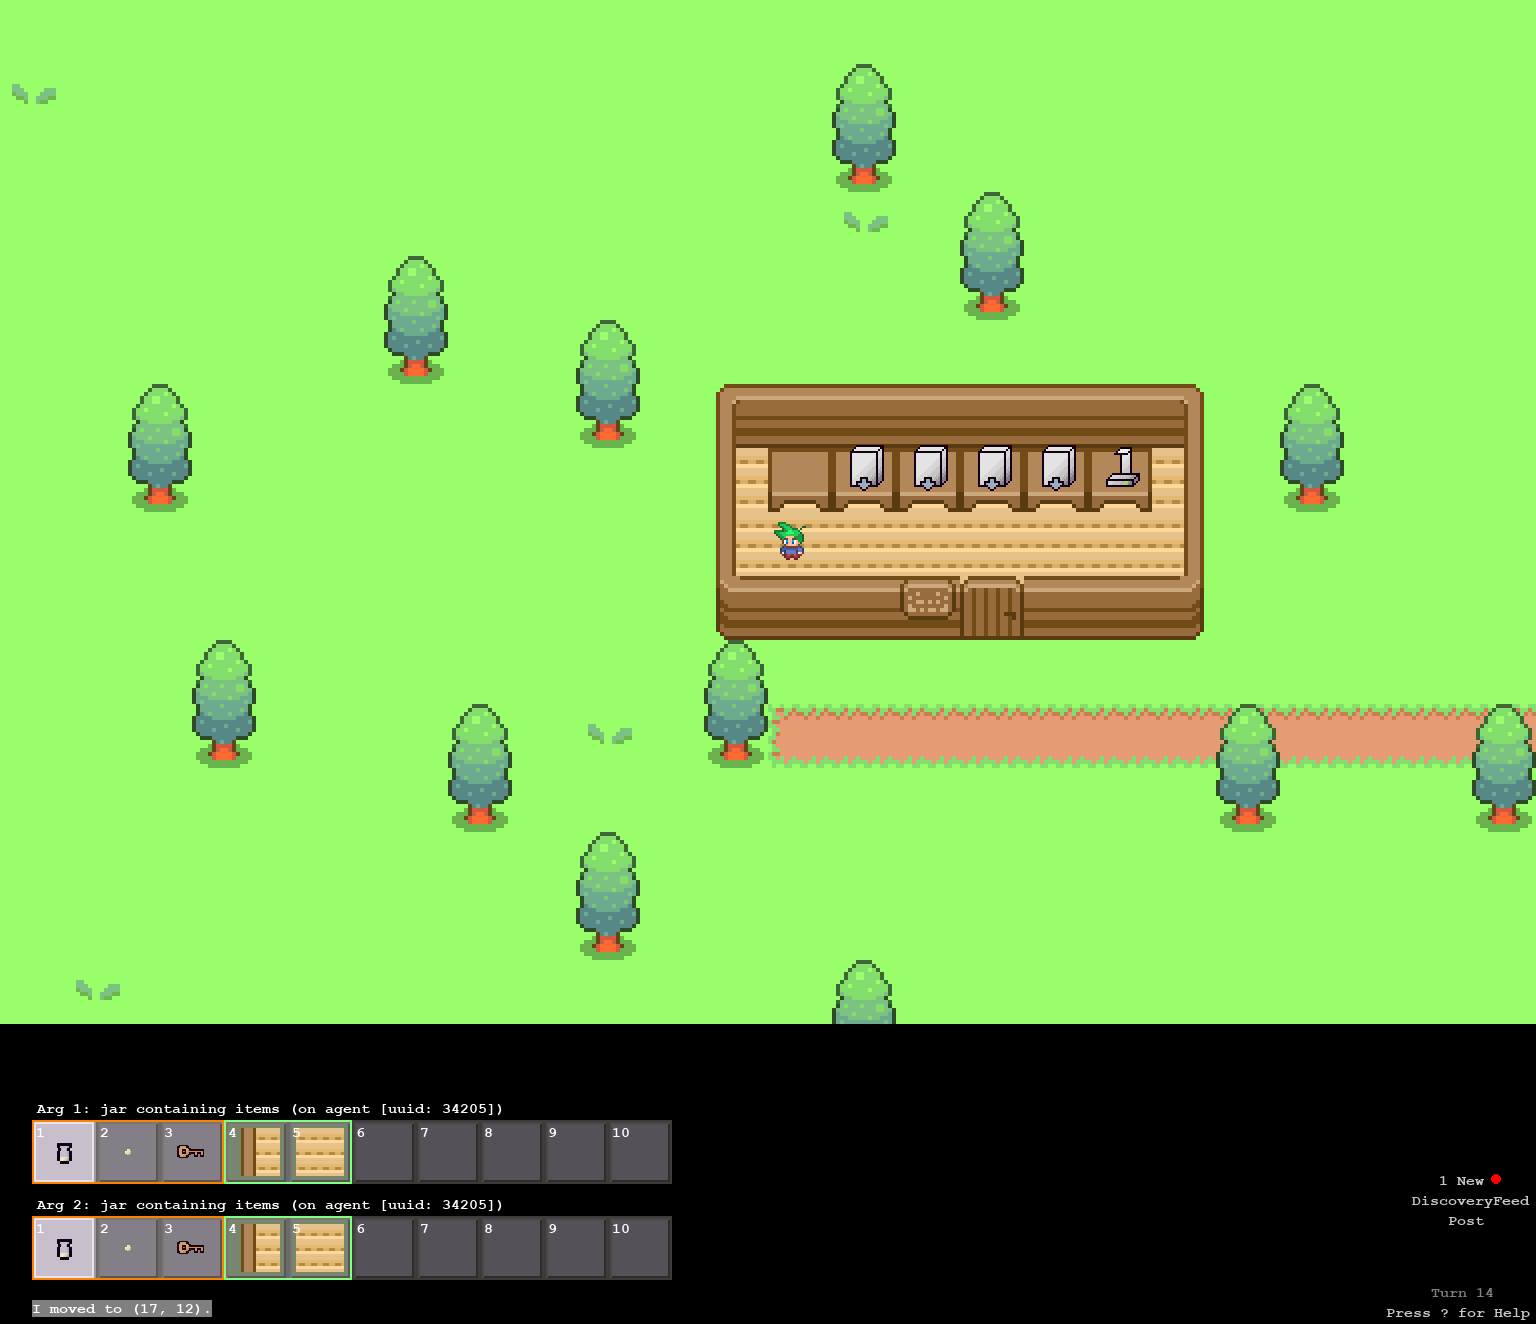 Arg 1: jar containing items (on agent [uuid: 34205])
1 2 3 4 5 6 7 8 9 10
Arg 2: jar containing items (on agent [uuid: 34205])
1 2 3 4 5 6 7 8 9 10
I moved to (17, 12).
1 New
DiscoveryFeed
Post
Turn 14
Press ? for Help